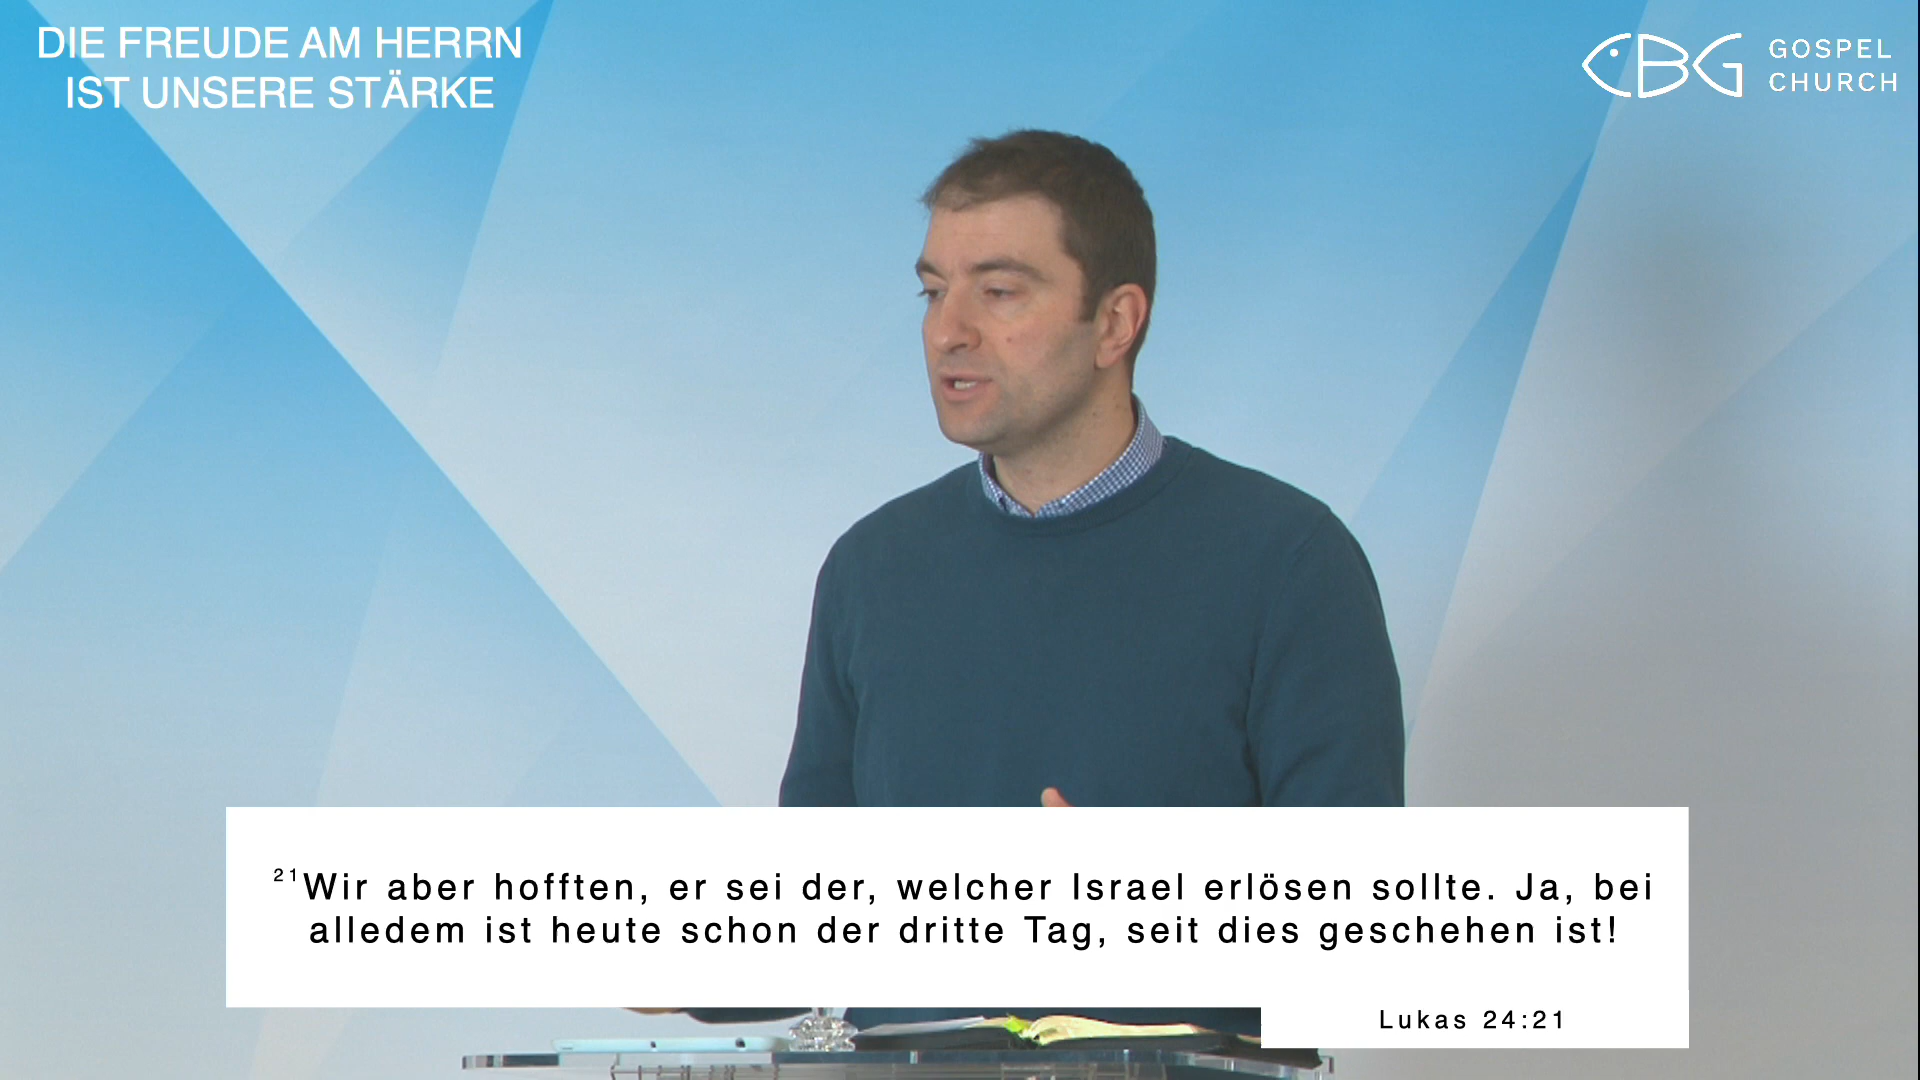 DIE FREUDE AM HERRN
IST UNSERE STÄRKE
CBG GOSPEL
CHURCH
²¹Wir aber hofften, er sei der, welcher Israel erlösen sollte. Ja, bei
alledem ist heute schon der dritte Tag, seit dies geschehen ist!
Lukas 24:21